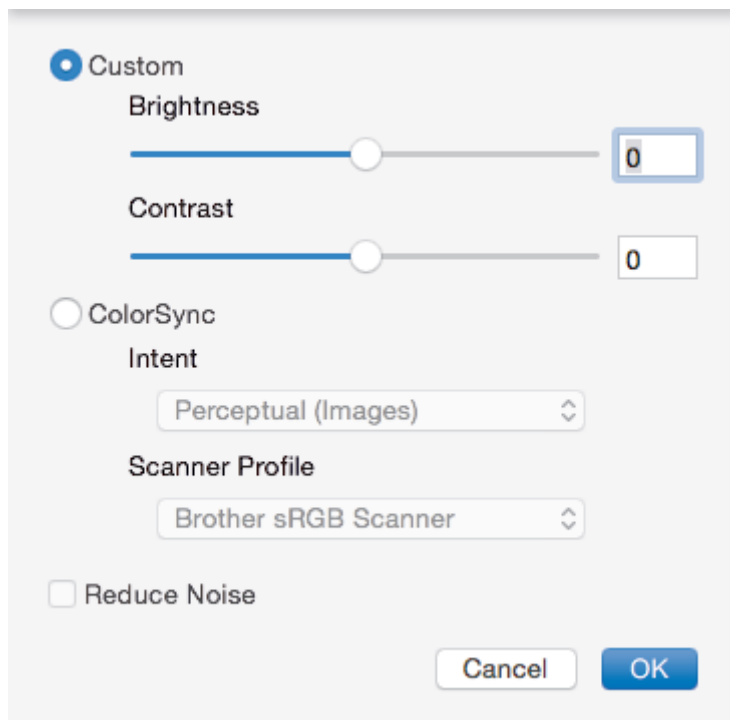 Custom
Brightness
0
Contrast
0
ColorSync
Intent
Perceptual (Images)
Scanner Profile
Brother sRGB Scanner
Reduce Noise
Cancel OK